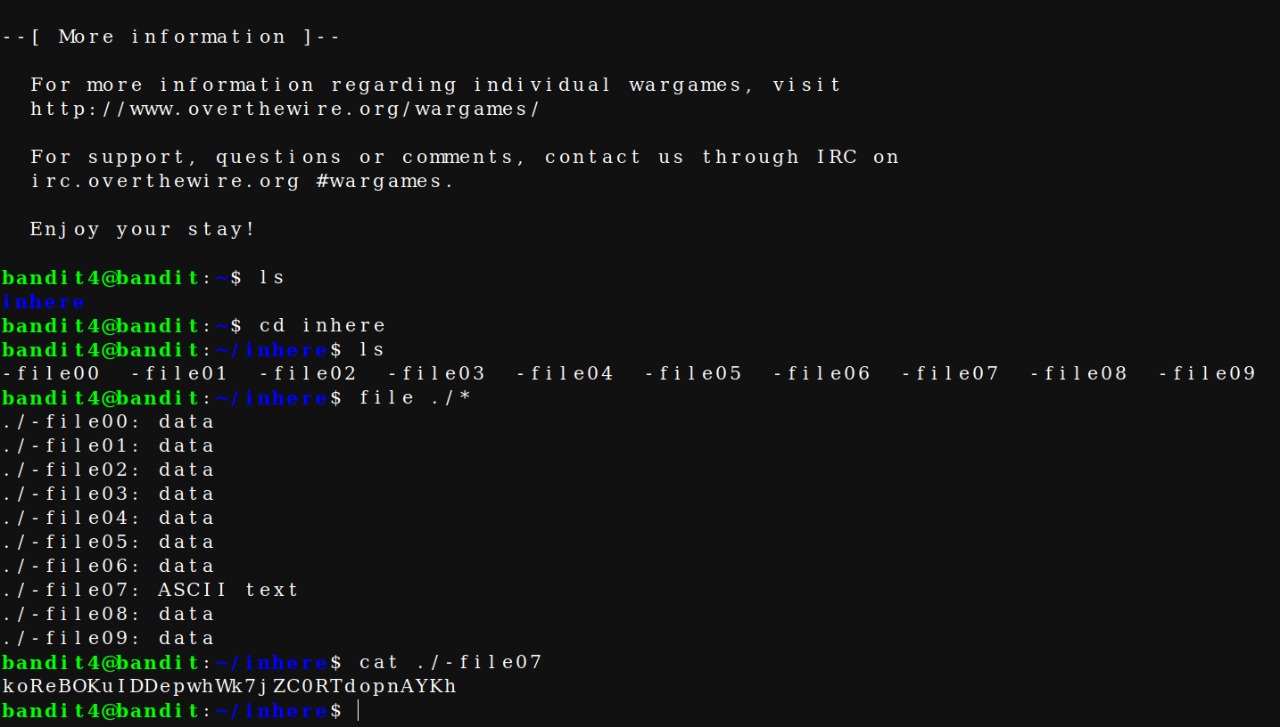 --[ More information ]--
For more information regarding individual wargames, visit
http://www.overthewire.org/wargames/
For support, questions or comments, contact us through IRC on
irc.overthewire.org #wargames.
Enjoy your stay!
bandit4@bandit:~$ ls
inhere
bandit4@bandit:~$ cd inhere
bandit4@bandit:~/inhere$ ls
-file00  -file01  -file02  -file03  -file04  -file05  -file06  -file07  -file08  -file09
bandit4@bandit:~/inhere$ file ./*
./-file00: data
./-file01: data
./-file02: data
./-file03: data
./-file04: data
./-file05: data
./-file06: data
./-file07: ASCII text
./-file08: data
./-file09: data
bandit4@bandit:~/inhere$ cat ./-file07
koReBOKuIDDepwhWk7jZC0RTdopnAYKh
bandit4@bandit:~/inhere$